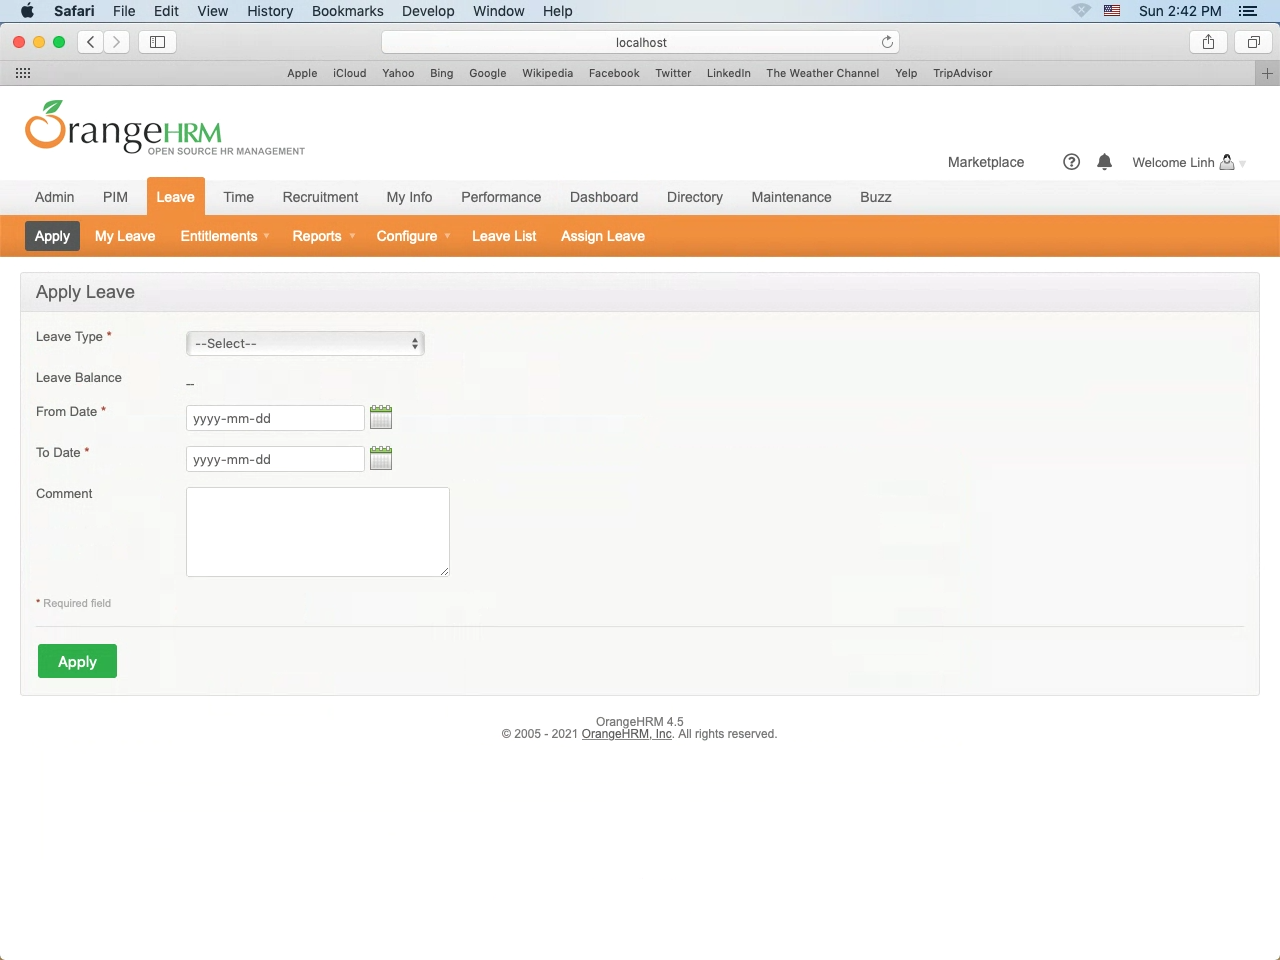 Safari File Edit View History Bookmarks Develop Window Help Sun 2:42 PM
localhost
Apple iCloud Yahoo Bing Google Wikipedia Facebook Twitter LinkedIn The Weather Channel Yelp TripAdvisor
OrangeHRM
OPEN SOURCE HR MANAGEMENT
Marketplace Welcome Linh
Admin PIM Leave Time Recruitment My Info Performance Dashboard Directory Maintenance Buzz
Apply My Leave Entitlements Reports Configure Leave List Assign Leave
Apply Leave
Leave Type * --Select--
Leave Balance --
From Date * yyyy-mm-dd
To Date * yyyy-mm-dd
Comment
* Required field
Apply
OrangeHRM 4.5
© 2005 - 2021 OrangeHRM, Inc. All rights reserved.